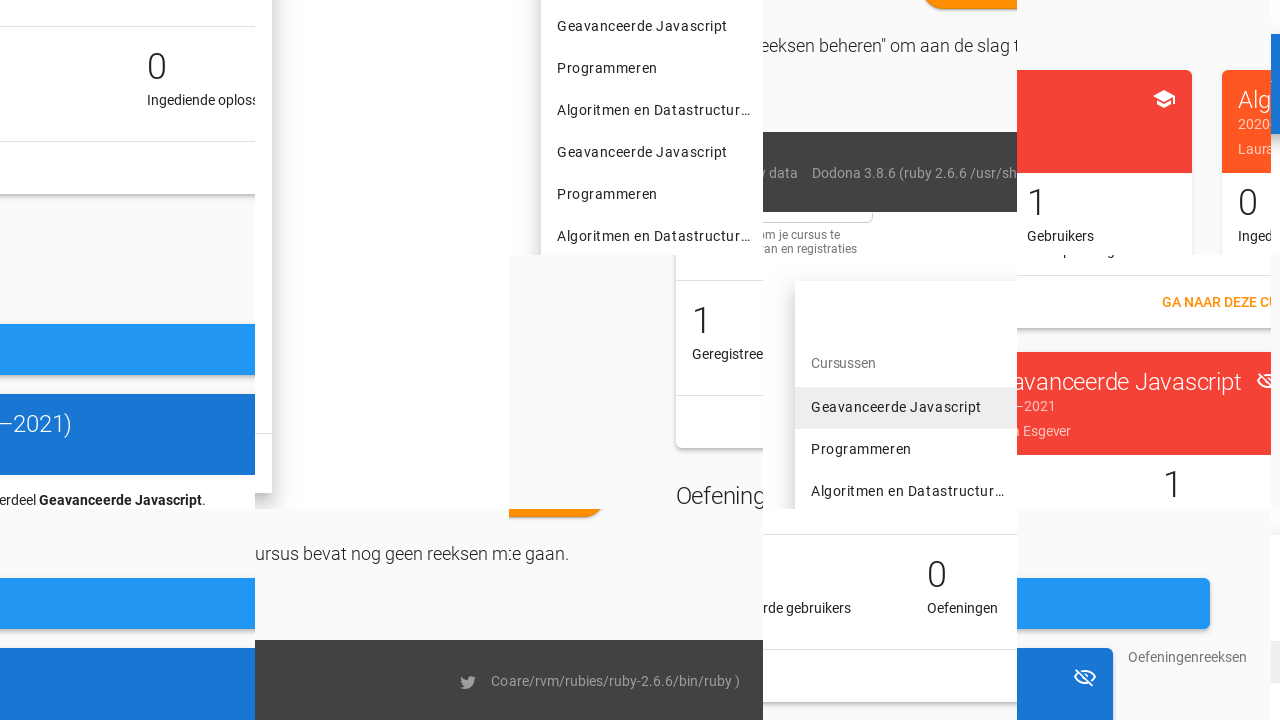 0
Ingediende oploss
–2021)
erdeel Geavanceerde Javascript.
Geavanceerde Javascript
Programmeren
Algoritmen en Datastructur…
Geavanceerde Javascript
Programmeren
Algoritmen en Datastructur…
eeksen beheren" om aan de slag t
y data
Dodona 3.8.6 (ruby 2.6.6 /usr/sh
om je cursus te
van en registraties
1
Gebruikers
Alg
2020-
Laura
0
Inged
1
Geregistree
Oefening
Cursussen
Geavanceerde Javascript
Programmeren
Algoritmen en Datastructur…
GA NAAR DEZE CU
avanceerde Javascript
–2021
Esgever
1
ursus bevat nog geen reeksen m
te gaan.
Co
are/rvm/rubies/ruby-2.6.6/bin/ruby )
rde gebruikers
0
Oefeningen
Oefeningenreeksen